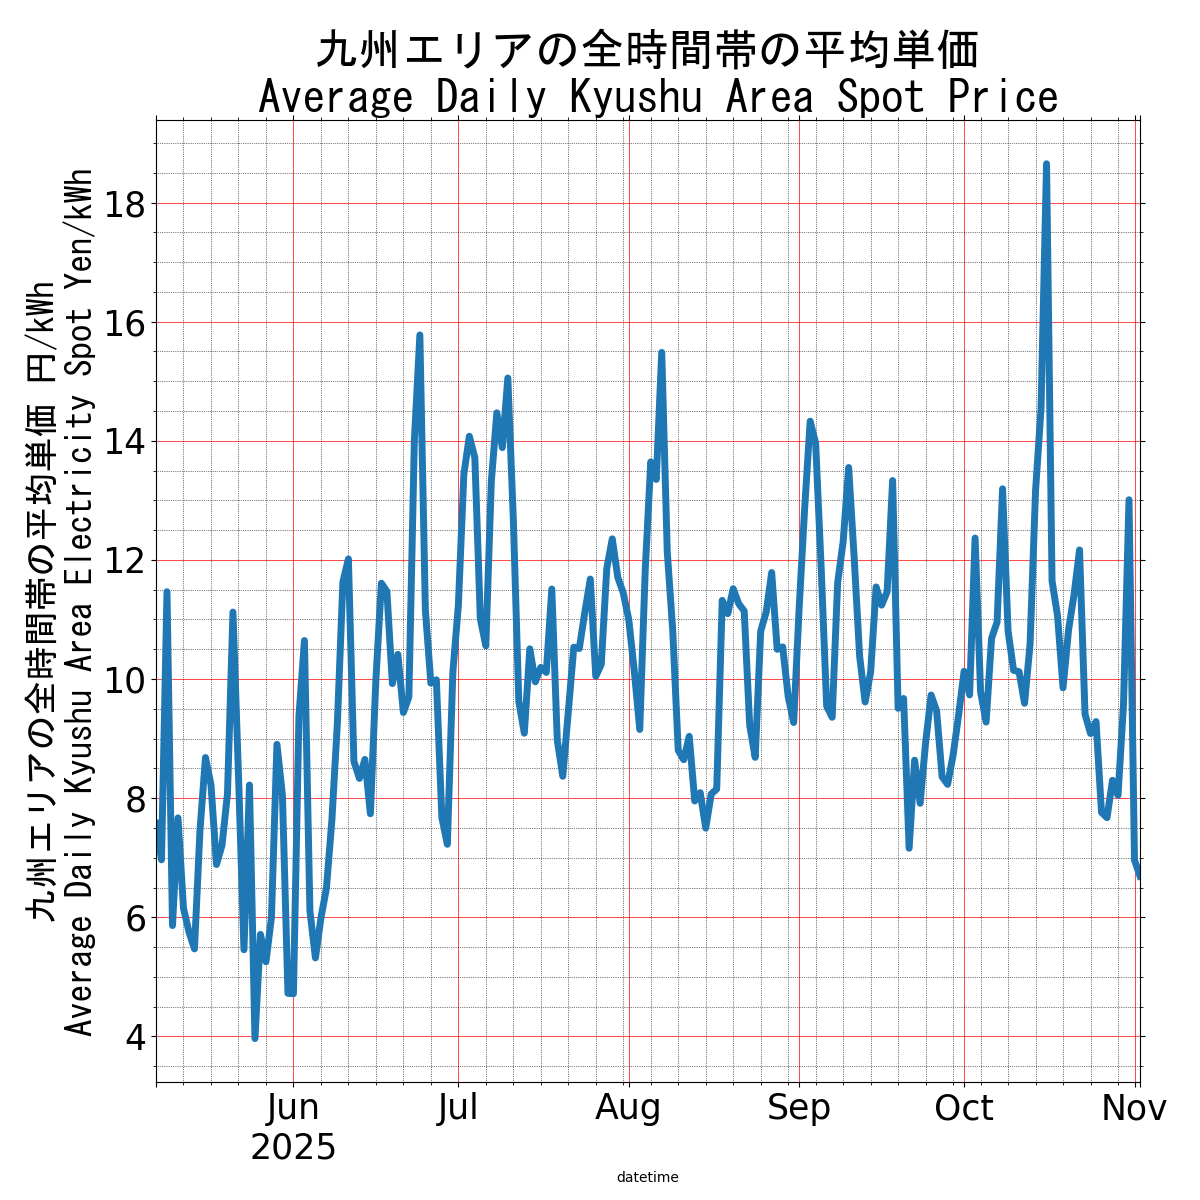 九州エリアの全時間帯の平均単価
Average Daily Kyushu Area Spot Price
九州エリアの全時間帯の平均単価 円/kWh
Average Daily Kyushu Area Electricity Spot Yen/kWh
18
16
14
12
10
8
6
4
Jun
2025
Jul
Aug
Sep
Oct
Nov
datetime